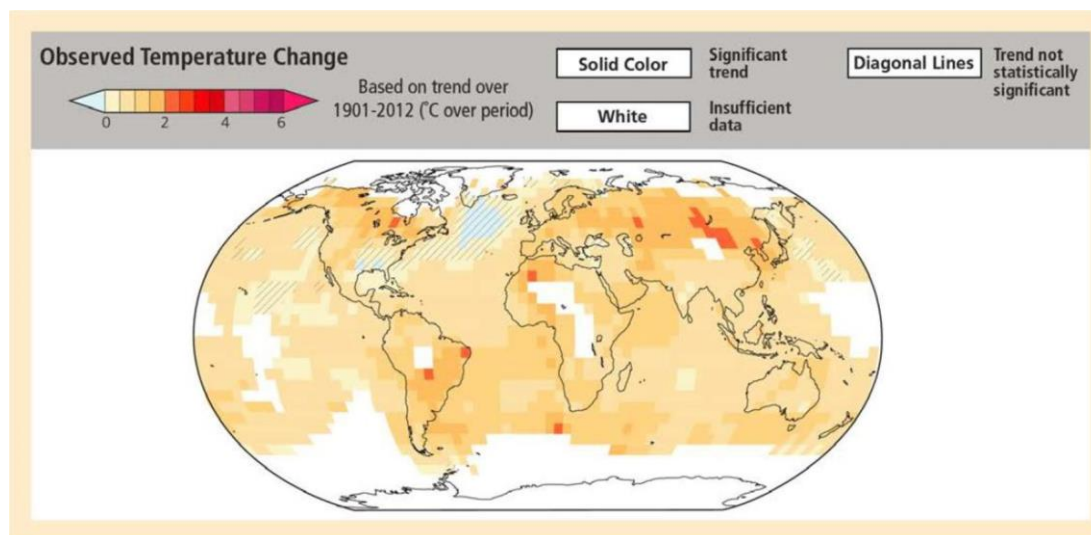 Observed Temperature Change
Based on trend over
1901-2012 (˚C over period)
0 2 4 6
Solid Color
Significant
trend
White
Insufficient
data
Diagonal Lines
Trend not
statistically
significant